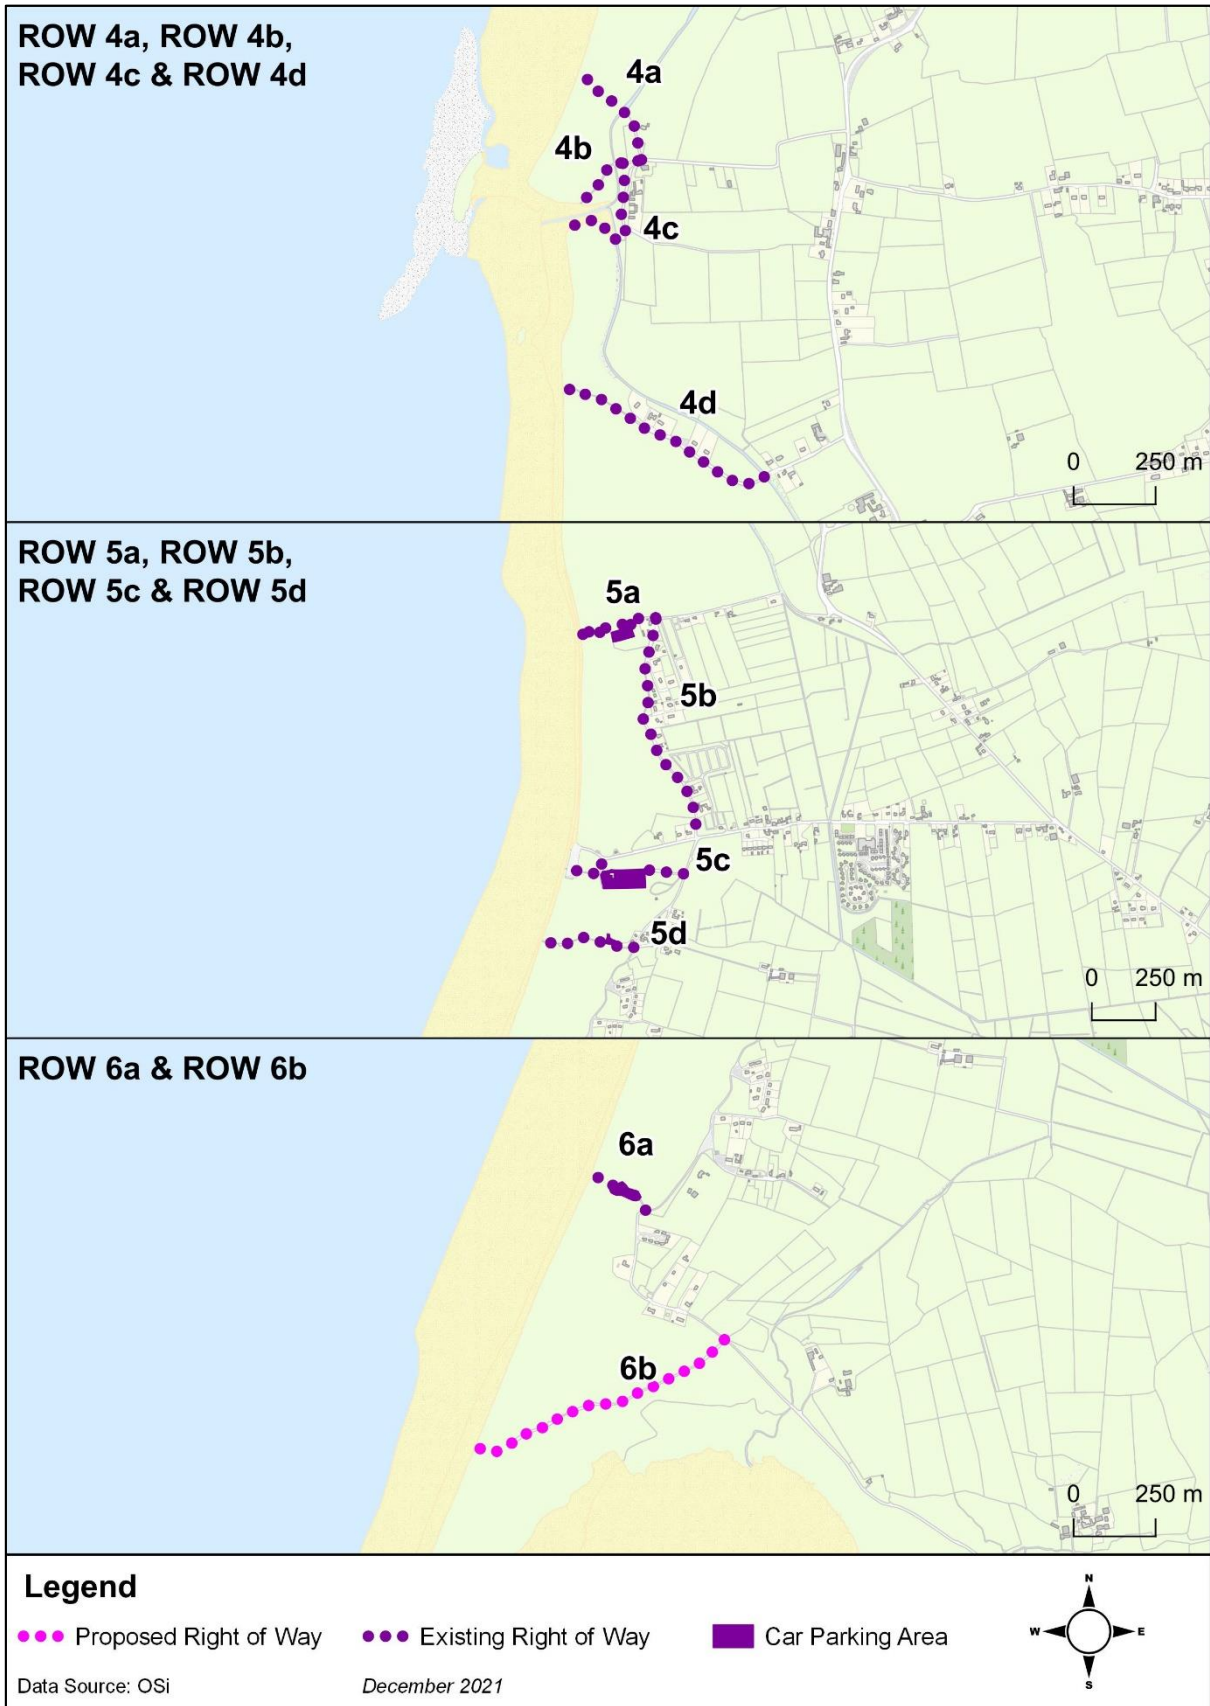 ROW 4a, ROW 4b,
ROW 4c & ROW 4d
4a
4b
4c
4d
0 250 m
ROW 5a, ROW 5b,
ROW 5c & ROW 5d
5a
5b
5c
5d
0 250 m
ROW 6a & ROW 6b
6a
6b
0 250 m
Legend
Proposed Right of Way Existing Right of Way Car Parking Area
Data Source: OSi December 2021
N
W E
S